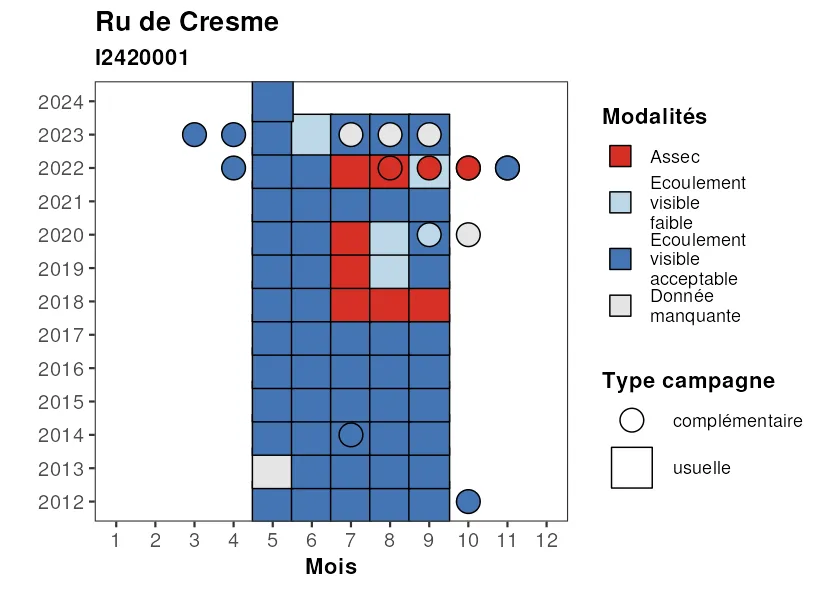 Ru de Cresme
I2420001
2024
2023
2022
2021
2020
2019
2018
2017
2016
2015
2014
2013
2012
1 2 3 4 5 6 7 8 9 10 11 12
Mois
Modalités
Assec
Ecoulement
visible
faible
Ecoulement
visible
acceptable
Donnée
manquante
Type campagne
complémentaire
usuelle